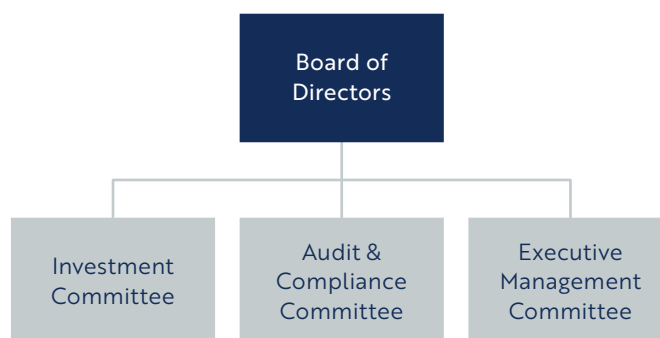 Board of
Directors
Investment
Committee
Audit &
Compliance
Committee
Executive
Management
Committee